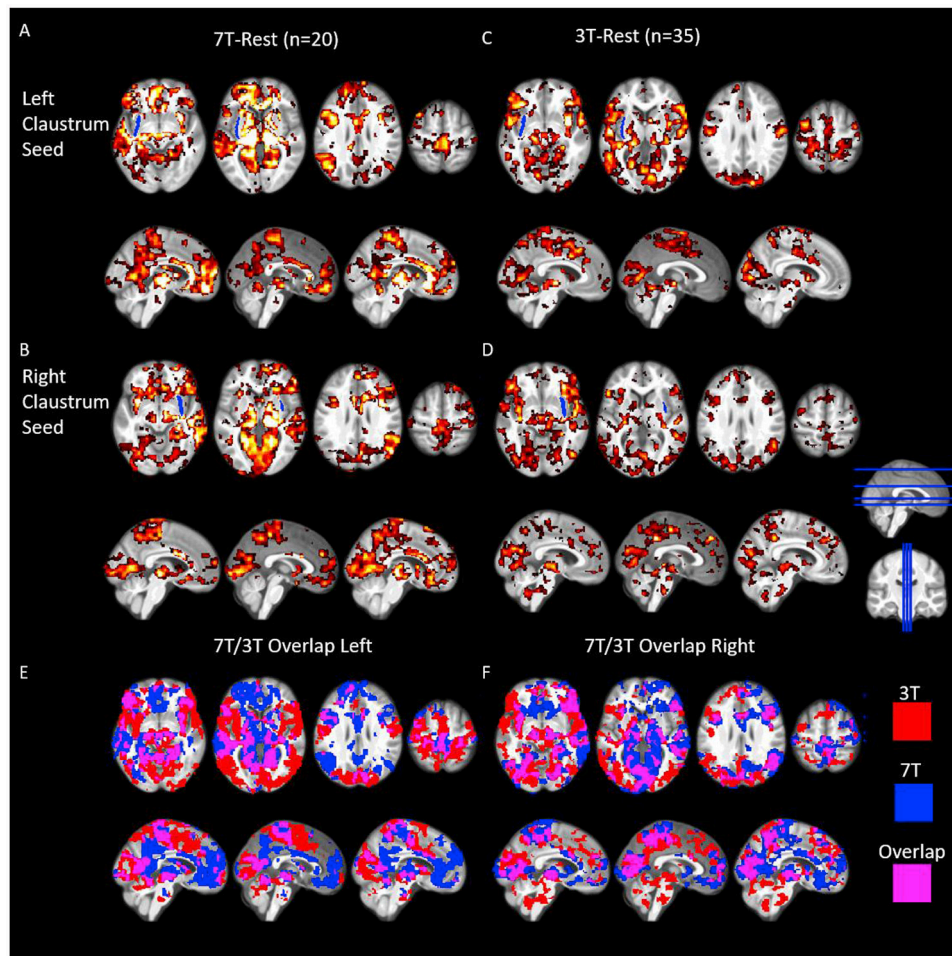 A
7T-Rest (n=20)
C
3T-Rest (n=35)
Left
Claustrum
Seed
B
Right
Claustrum
Seed
D
7T/3T Overlap Left
7T/3T Overlap Right
E
F
3T
7T
Overlap